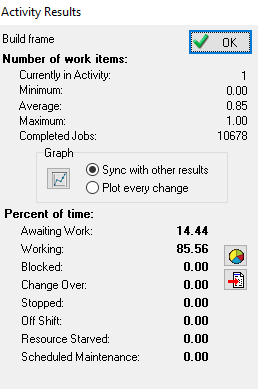 Activity Results
Build frame
OK
Number of work items:
Currently in Activity: 1
Minimum: 0.00
Average: 0.85
Maximum: 1.00
Completed Jobs: 10678
Graph
Sync with other results
Plot every change
Percent of time:
Awaiting Work: 14.44
Working: 85.56
Blocked: 0.00
Change Over: 0.00
Stopped: 0.00
Off Shift: 0.00
Resource Starved: 0.00
Scheduled Maintenance: 0.00